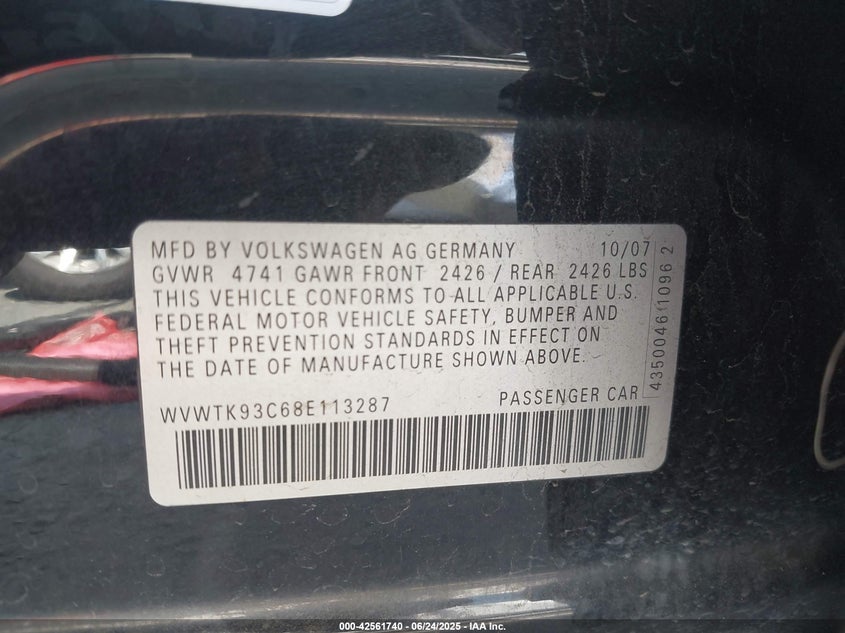 MFD BY VOLKSWAGEN AG GERMANY 10/07
GVWR 4741 GAWR FRONT 2426 / REAR 2426 LBS
THIS VEHICLE CONFORMS TO ALL APPLICABLE U.S.
FEDERAL MOTOR VEHICLE SAFETY, BUMPER AND
THEFT PREVENTION STANDARDS IN EFFECT ON
THE DATE OF MANUFACTURE SHOWN ABOVE.
WVWTK93C68E113287 PASSENGER CAR
43500461 1096 2
000-42561740 - 06/24/2025 - IAA Inc.